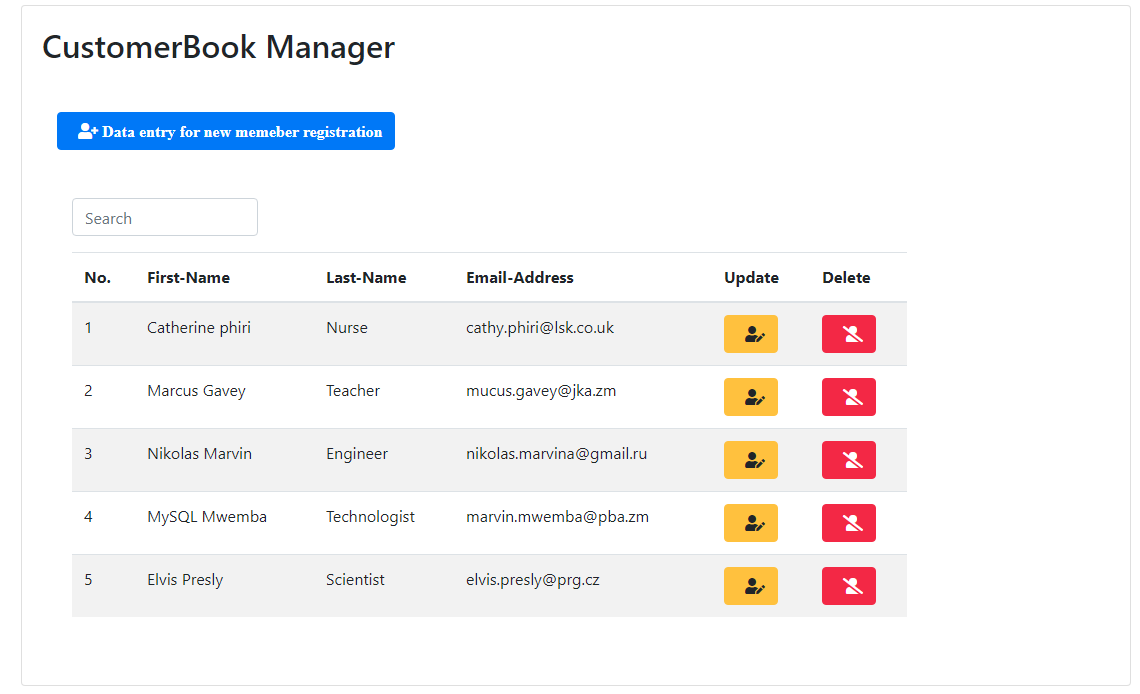 CustomerBook Manager
Data entry for new memeber registration
Search
No. First-Name Last-Name Email-Address Update Delete
1 Catherine phiri Nurse cathy.phiri@lsk.co.uk
2 Marcus Gavey Teacher mucus.gavey@jka.zm
3 Nikolas Marvin Engineer nikolas.marvina@gmail.ru
4 MySQL Mwemba Technologist marvin.mwemba@pba.zm
5 Elvis Presly Scientist elvis.presly@prg.cz